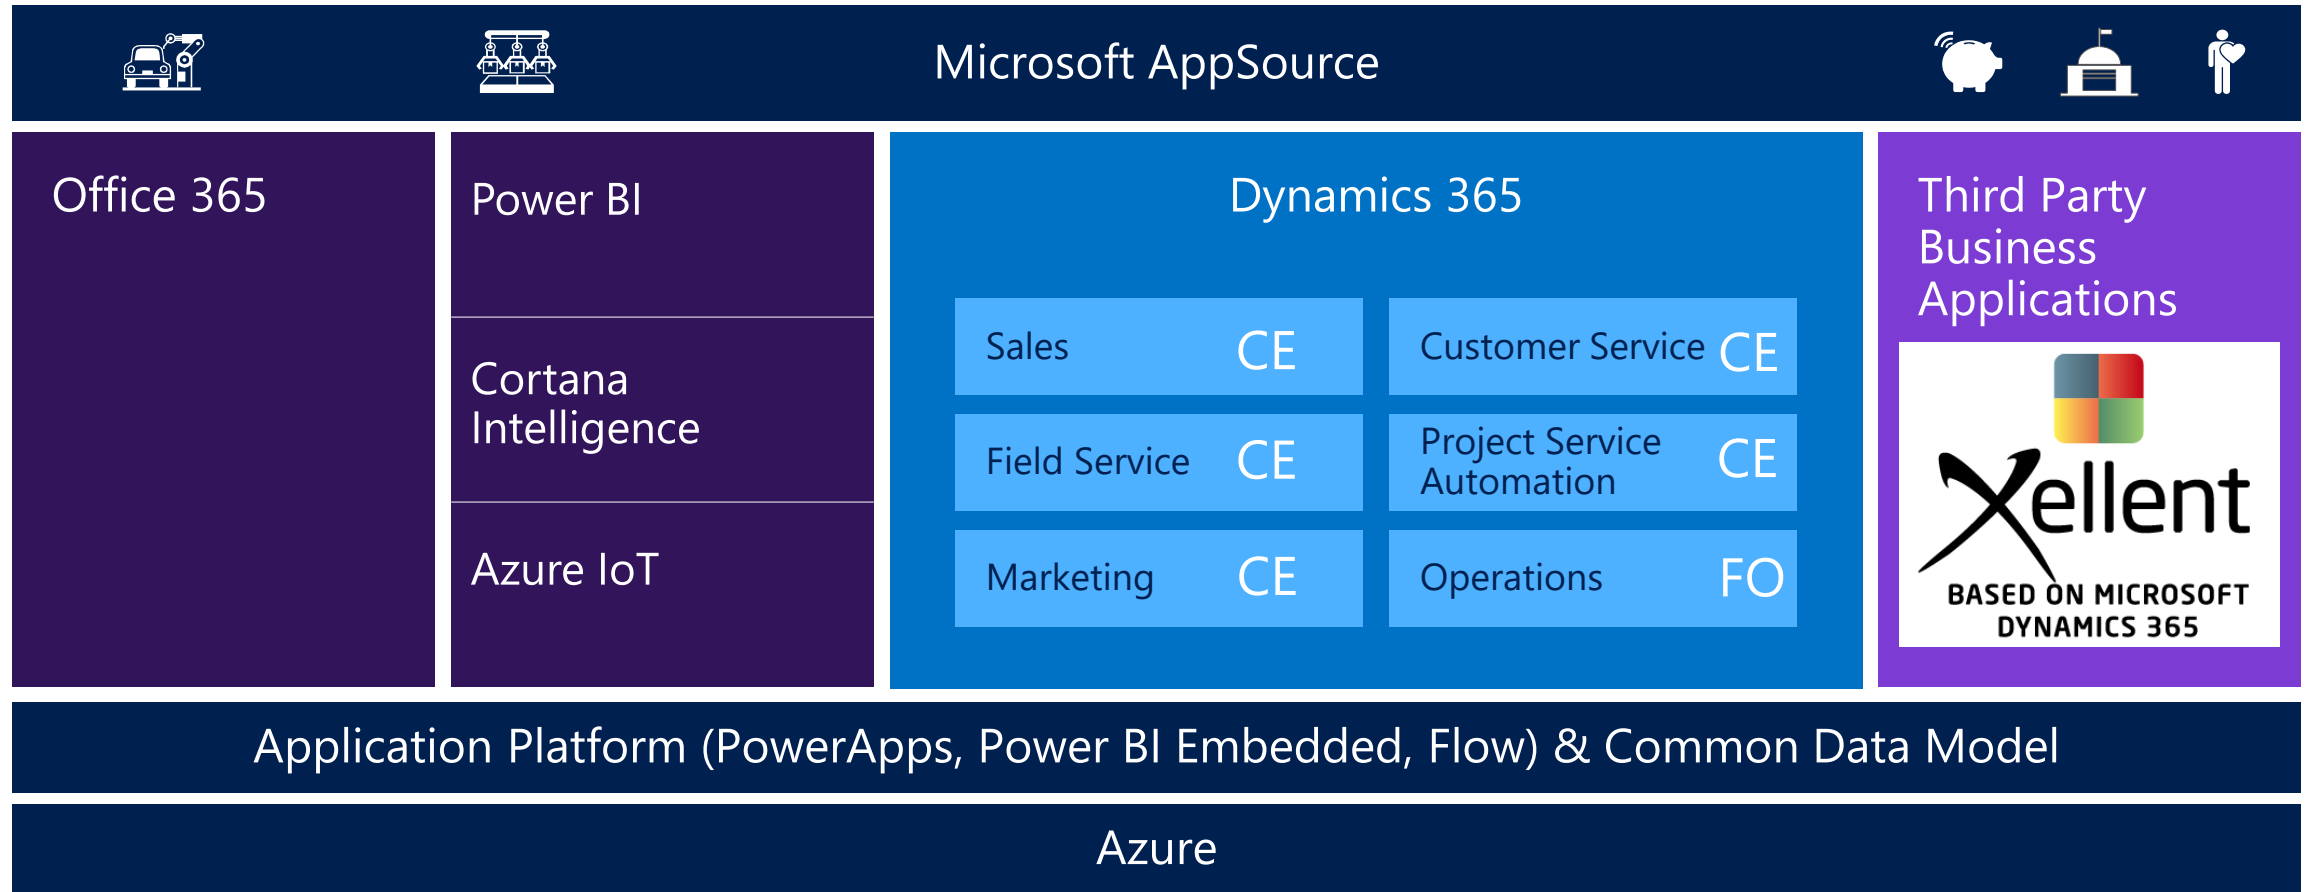 Microsoft AppSource
Office 365
Power BI
Cortana
Intelligence
Azure IoT
Dynamics 365
Sales CE
Customer Service CE
Field Service CE
Project Service
Automation CE
Marketing CE
Operations FO
Third Party
Business
Applications
Xellent
BASED ON MICROSOFT
DYNAMICS 365
Application Platform (PowerApps, Power BI Embedded, Flow) & Common Data Model
Azure